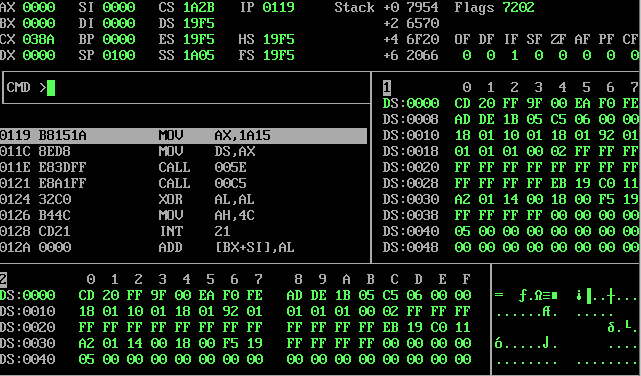 AX 0000 SI 0000 CS 1A2B IP 0119 Stack +0 7954 Flags 7202
BX 0000 DI 0000 DS 19F5 +2 6570
CX 038A BP 0000 ES 19F5 HS 19F5 +4 6F20 OF DF IF SF ZF AF PF CF
DX 0000 SP 0100 SS 1A05 FS 19F5 +6 2066 0 0 1 0 0 0 0 0
CMD >
1 0 1 2 3 4 5 6 7
DS:0000 CD 20 FF 9F 00 EA F0 FE
DS:0008 AD DE 1B 05 C5 06 00 00
DS:0010 18 01 10 01 18 01 92 01
DS:0018 01 01 01 00 02 FF FF FF
DS:0020 FF FF FF FF FF FF FF FF
DS:0028 FF FF FF FF EB 19 C0 11
DS:0030 A2 01 14 00 18 00 F5 19
DS:0038 FF FF FF FF 00 00 00 00
DS:0040 05 00 00 00 00 00 00 00
DS:0048 00 00 00 00 00 00 00 00
0119 B8151A MOV AX,1A15
011C 8ED8 MOV DS,AX
011E E83DFF CALL 005E
0121 E8A1FF CALL 00C5
0124 32C0 XOR AL,AL
0126 B44C MOV AH,4C
0128 CD21 INT 21
012A 0000 ADD [BX+SI],AL
2 0 1 2 3 4 5 6 7 8 9 A B C D E F
DS:0000 CD 20 FF 9F 00 EA F0 FE AD DE 1B 05 C5 06 00 00
DS:0010 18 01 10 01 18 01 92 01 01 01 01 00 02 FF FF FF
DS:0020 FF FF FF FF FF FF FF FF FF FF FF FF EB 19 C0 11
DS:0030 A2 01 14 00 18 00 F5 19 FF FF FF FF 00 00 00 00
DS:0040 05 00 00 00 00 00 00 00 00 00 00 00 00 00 00 00